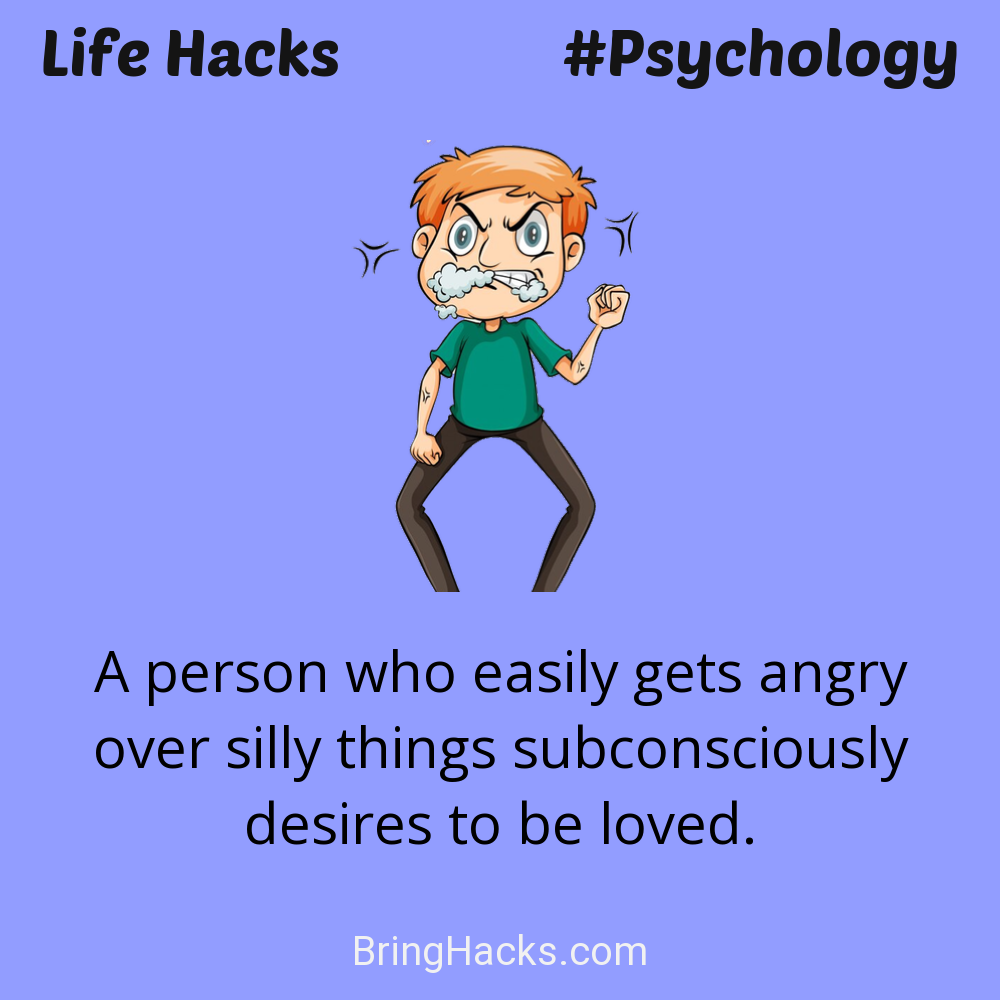 Life Hacks #Psychology
A person who easily gets angry
over silly things subconsciously
desires to be loved.
BringHacks.com